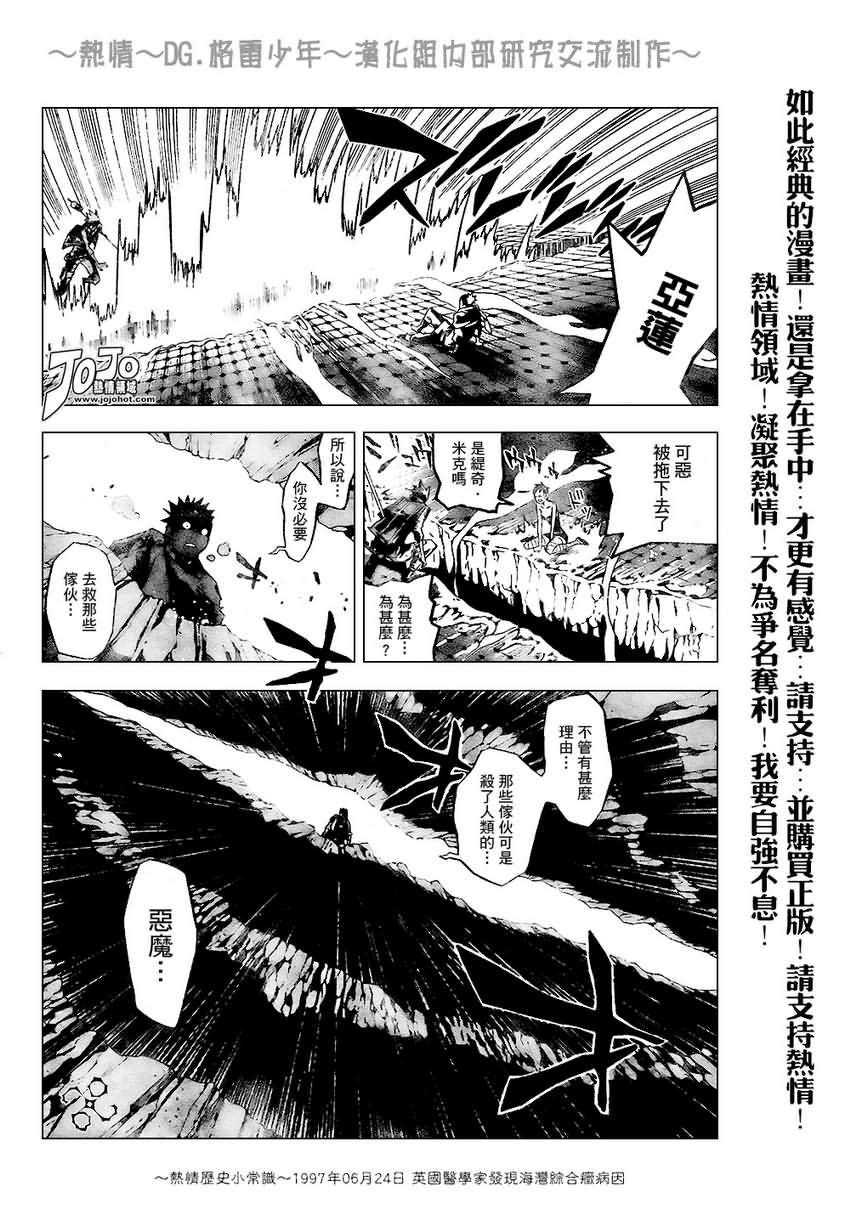 ～熱情～DG.格雷少年～漢化組内部研究交流制作～
如此經典的漫畫！還是拿在手中…才更有感覺…請支持…並購買正版！請支持熱情！
熱情領域！凝聚熱情！不為爭名奪利！我要自強不息！
亞蓮
JOJO
熱情領域
www.jojohot.com
可惡
被拖下去了
是緹奇·
米克嗎
為甚麼…
為甚麼？
所以說…
你沒必要
去救那些
傢伙…
不管有甚麼
理由…
那些傢伙可是
殺了人類的…
惡魔…
～熱情歷史小常識～1997年06月24日 英國醫學家發現海灣綜合癥病因